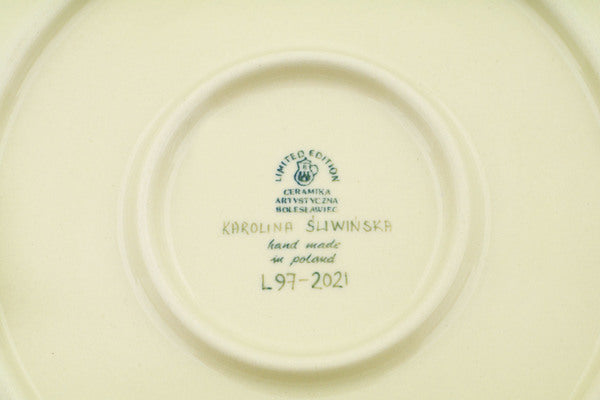 LIMITED EDITION
CERAMIKA
ARTYSTYCZNA
BOLESŁAWIEC
KAROLINA ŚLIWIŃSKA
hand made
in poland
L97-2021